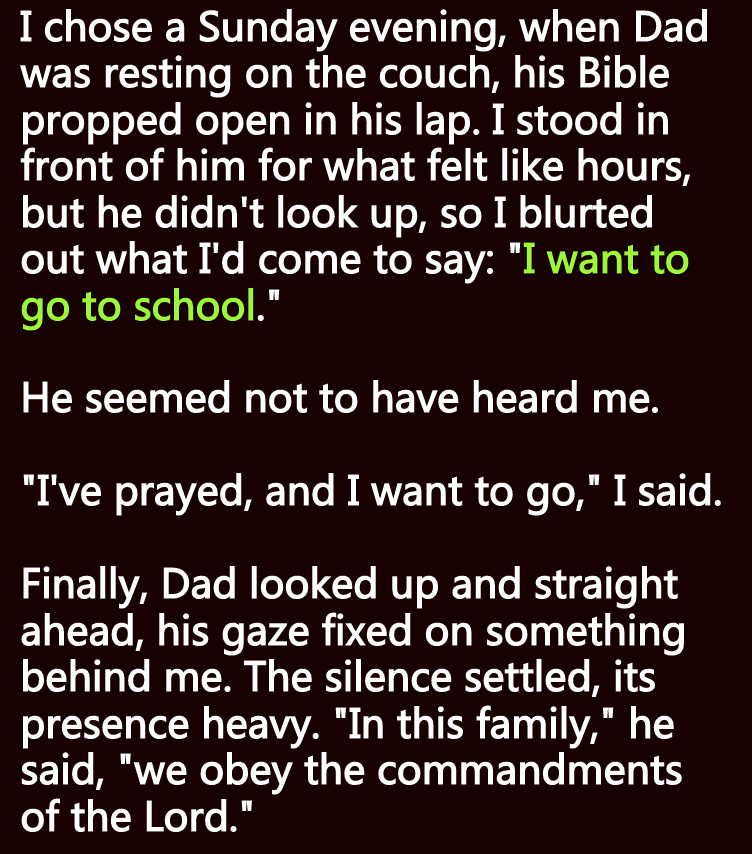 I chose a Sunday evening, when Dad
was resting on the couch, his Bible
propped open in his lap. I stood in
front of him for what felt like hours,
but he didn't look up, so I blurted
out what I'd come to say: "I want to
go to school."
He seemed not to have heard me.
"I've prayed, and I want to go," I said.
Finally, Dad looked up and straight
ahead, his gaze fixed on something
behind me. The silence settled, its
presence heavy. "In this family," he
said, "we obey the commandments
of the Lord."